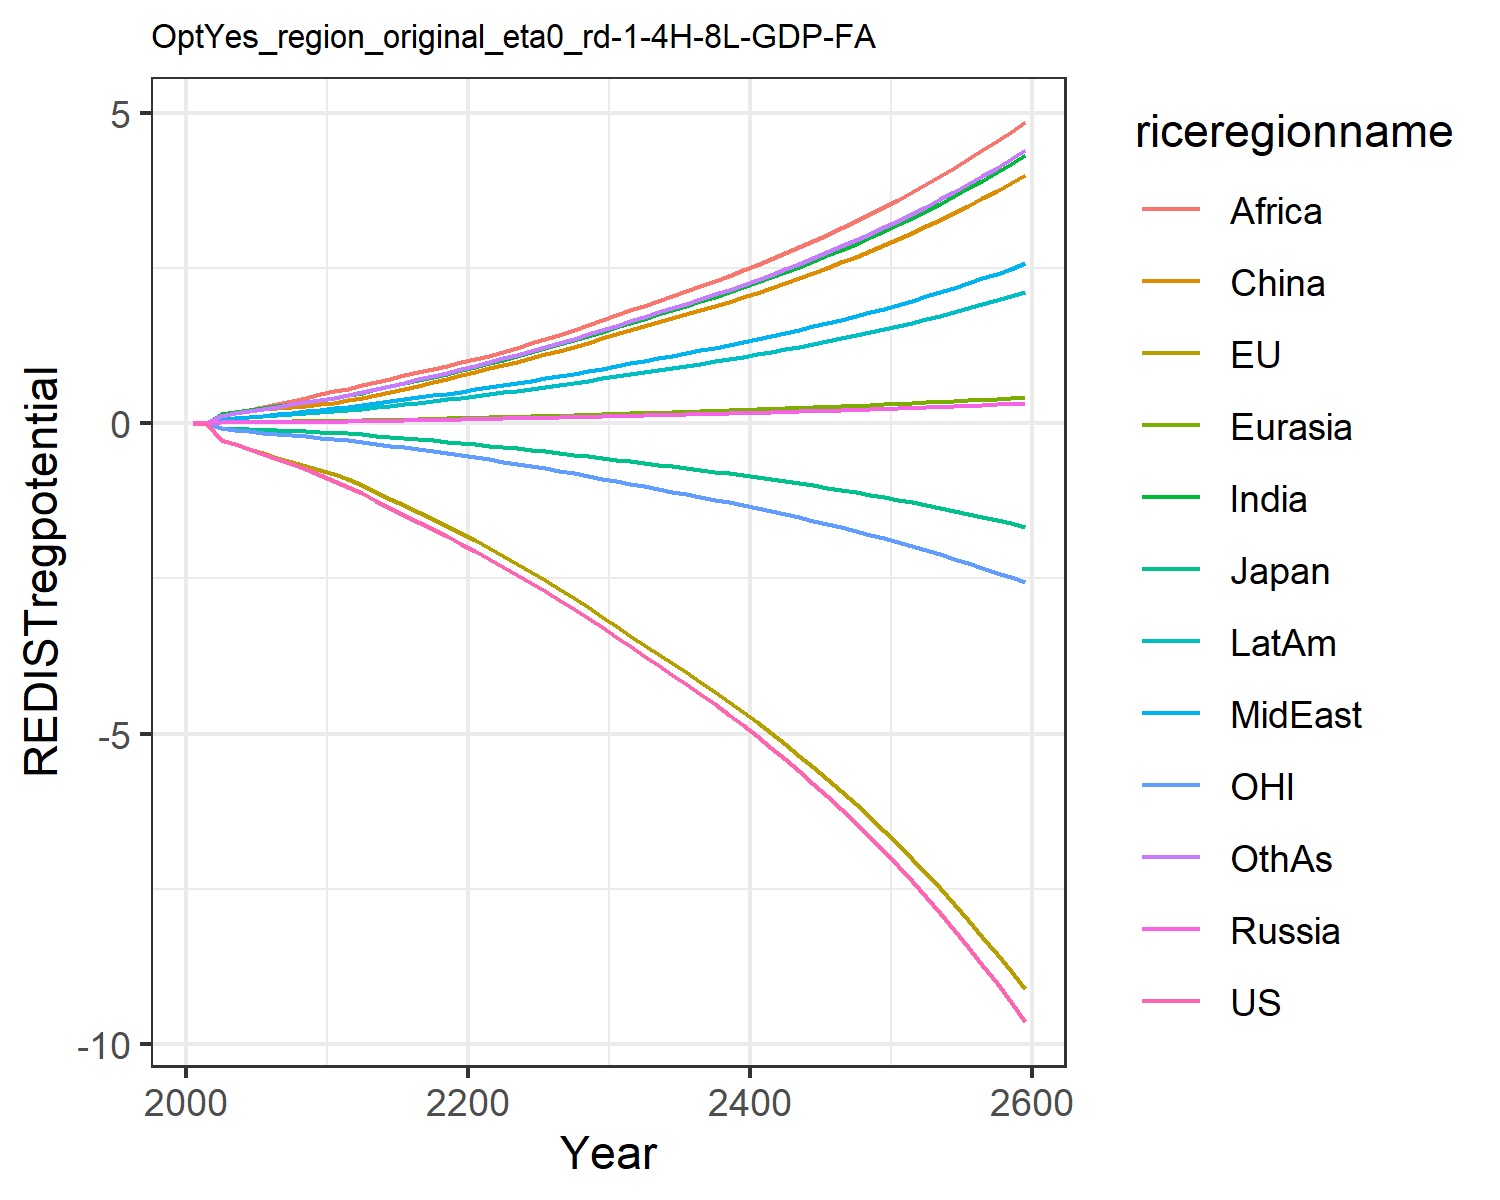 OptYes_region_original_eta0_rd-1-4H-8L-GDP-FA
REDISTregpotential
5
0
-5
-10
2000 2200 2400 2600
Year
riceregionname
Africa
China
EU
Eurasia
India
Japan
LatAm
MidEast
OHI
OthAs
Russia
US